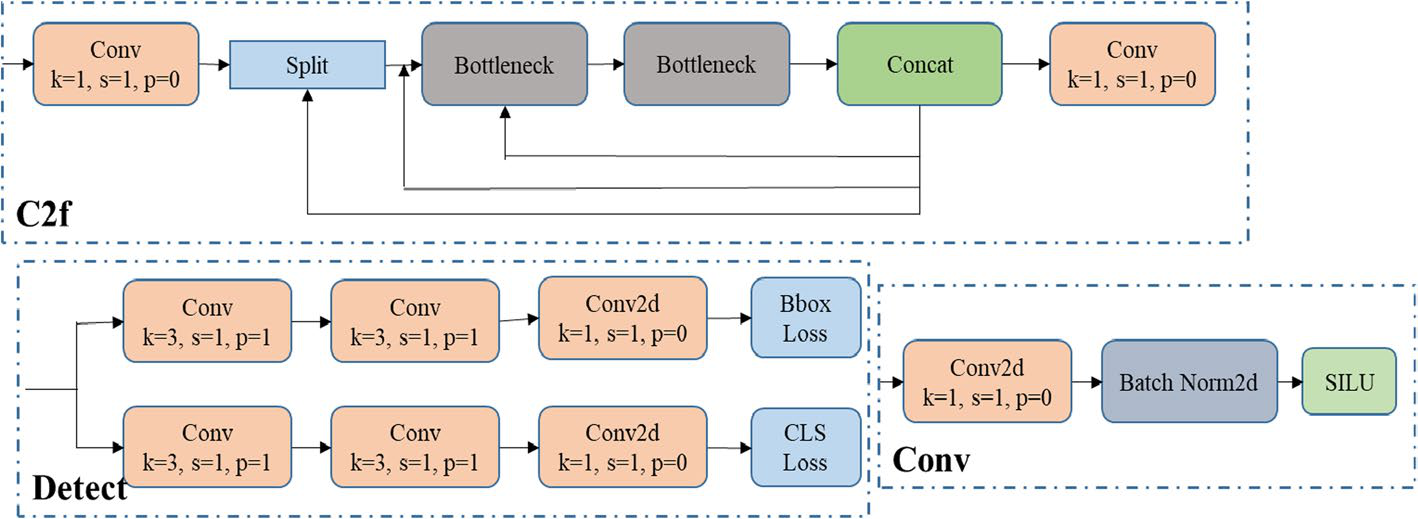 Conv
k=1, s=1, p=0
Split
Bottleneck
Bottleneck
Concat
Conv
k=1, s=1, p=0
C2f
Conv
k=3, s=1, p=1
Conv
k=3, s=1, p=1
Conv2d
k=1, s=1, p=0
Bbox
Loss
Conv
k=3, s=1, p=1
Conv
k=3, s=1, p=1
Conv2d
k=1, s=1, p=0
CLS
Loss
Detect
Conv2d
k=1, s=1, p=0
Batch Norm2d
SILU
Conv